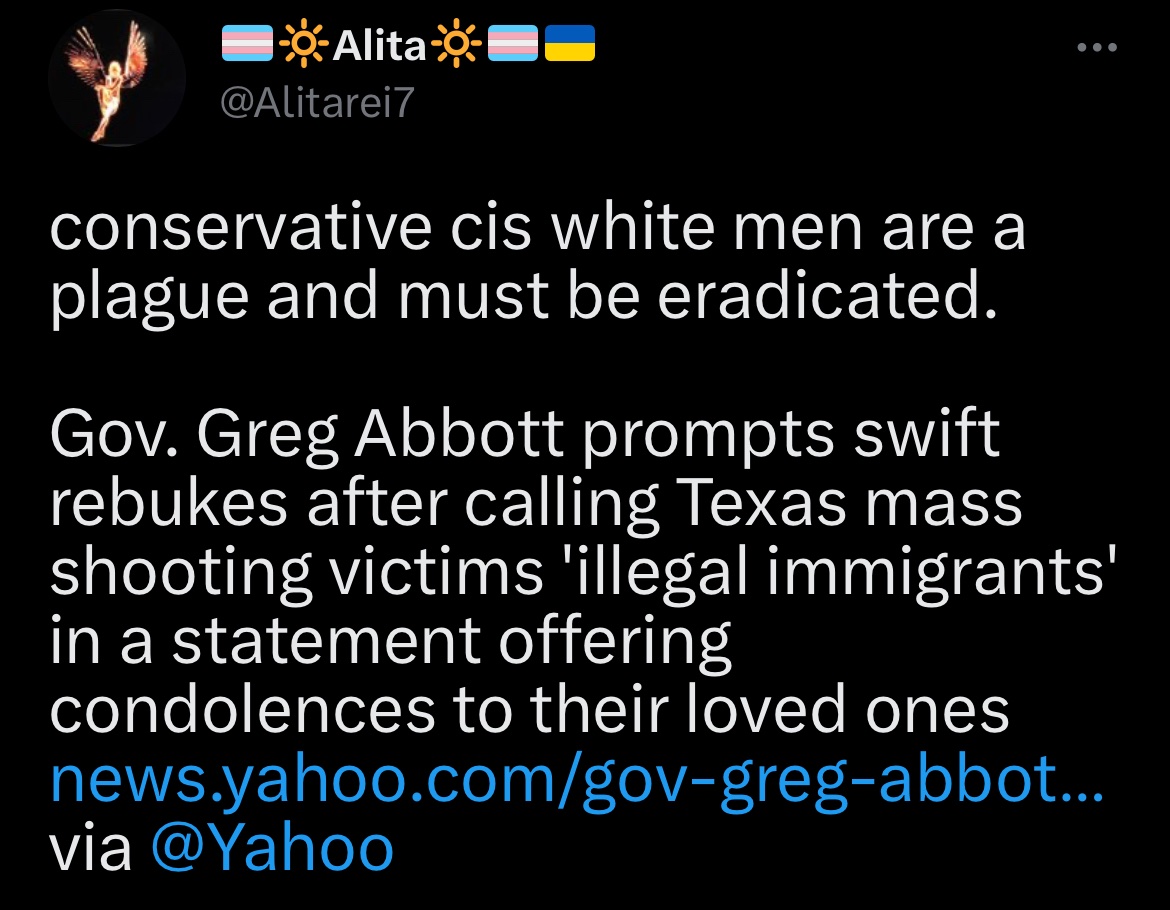 Alita
@Alitarei7
conservative cis white men are a
plague and must be eradicated.
Gov. Greg Abbott prompts swift
rebukes after calling Texas mass
shooting victims 'illegal immigrants'
in a statement offering
condolences to their loved ones
news.yahoo.com/gov-greg-abbot...
via @Yahoo